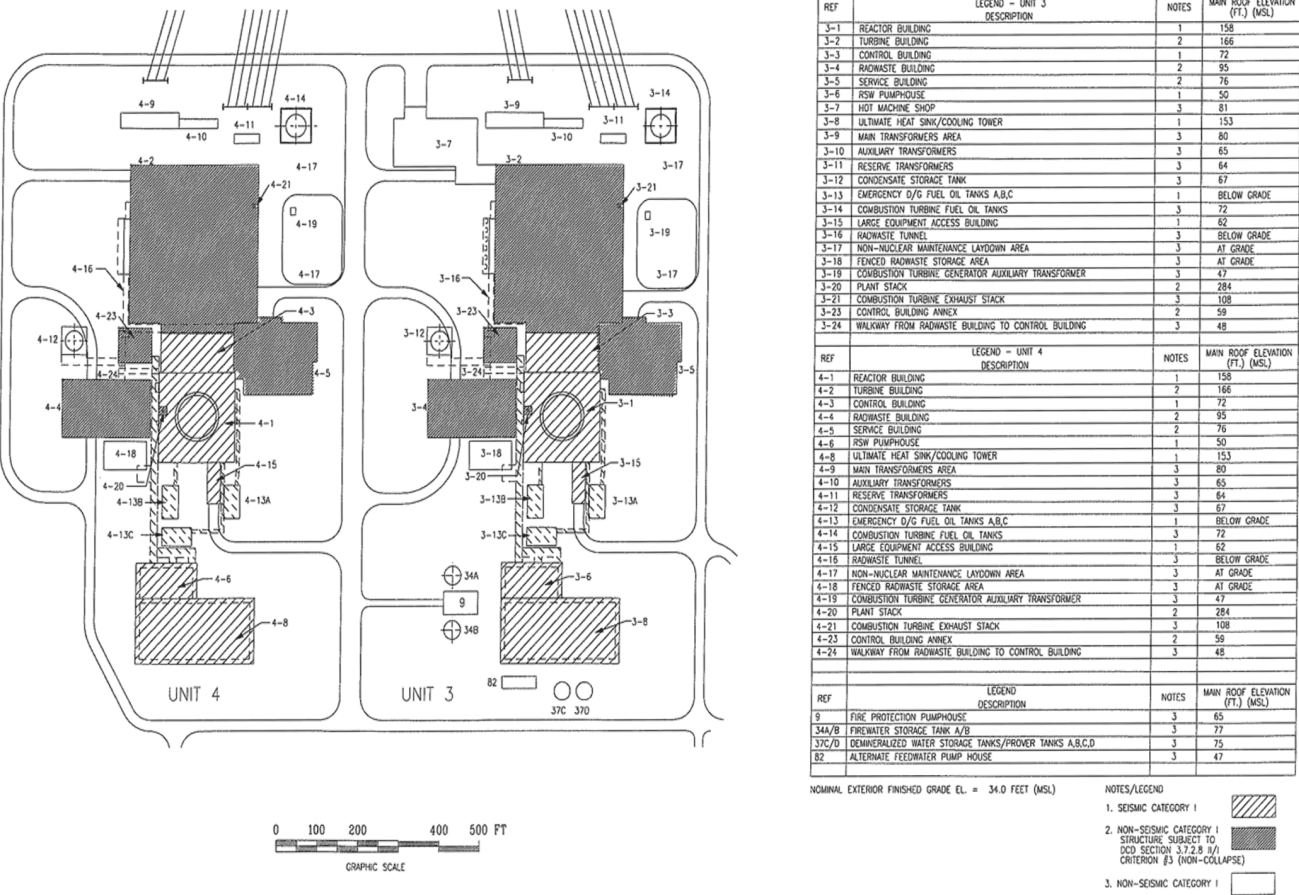 4-9
4-14
4-10
4-11
4-2
4-17
4-21
4-19
4-16
4-17
4-23
4-3
4-12
4-24
4-5
4-4
4-1
4-18
4-15
4-20
4-13B
4-13A
4-13C
4-6
4-8
UNIT 4
3-9
3-14
3-10
3-11
3-7
3-2
3-17
3-21
3-19
3-16
3-17
3-23
3-3
3-12
3-24
3-5
3-4
3-1
3-18
3-15
3-20
3-13B
3-13A
3-13C
34A
3-6
9
34B
3-8
82
37C 37D
UNIT 3
0 100 200 400 500 FT
GRAPHIC SCALE
REF LEGEND - UNIT 3 DESCRIPTION NOTES MAIN ROOF ELEVATION (FT.) (MSL)
3-1 REACTOR BUILDING 1 158
3-2 TURBINE BUILDING 2 166
3-3 CONTROL BUILDING 1 72
3-4 RADWASTE BUILDING 2 95
3-5 SERVICE BUILDING 2 76
3-6 RSW PUMPHOUSE 1 50
3-7 HOT MACHINE SHOP 3 81
3-8 ULTIMATE HEAT SINK/COOLING TOWER 1 153
3-9 MAIN TRANSFORMERS AREA 3 80
3-10 AUXILIARY TRANSFORMERS 3 65
3-11 RESERVE TRANSFORMERS 3 64
3-12 CONDENSATE STORAGE TANK 3 67
3-13 EMERGENCY D/G FUEL OIL TANKS A,B,C 1 BELOW GRADE
3-14 COMBUSTION TURBINE FUEL OIL TANKS 3 72
3-15 LARGE EQUIPMENT ACCESS BUILDING 1 62
3-16 RADWASTE TUNNEL 3 BELOW GRADE
3-17 NON-NUCLEAR MAINTENANCE LAYDOWN AREA 3 AT GRADE
3-18 FENCED RADWASTE STORAGE AREA 3 AT GRADE
3-19 COMBUSTION TURBINE GENERATOR AUXILIARY TRANSFORMER 3 47
3-20 PLANT STACK 2 284
3-21 COMBUSTION TURBINE EXHAUST STACK 3 108
3-23 CONTROL BUILDING ANNEX 2 59
3-24 WALKWAY FROM RADWASTE BUILDING TO CONTROL BUILDING 3 48
REF LEGEND - UNIT 4 DESCRIPTION NOTES MAIN ROOF ELEVATION (FT.) (MSL)
4-1 REACTOR BUILDING 1 158
4-2 TURBINE BUILDING 2 166
4-3 CONTROL BUILDING 1 72
4-4 RADWASTE BUILDING 2 95
4-5 SERVICE BUILDING 2 76
4-6 RSW PUMPHOUSE 1 50
4-8 ULTIMATE HEAT SINK/COOLING TOWER 1 153
4-9 MAIN TRANSFORMERS AREA 3 80
4-10 AUXILIARY TRANSFORMERS 3 65
4-11 RESERVE TRANSFORMERS 3 64
4-12 CONDENSATE STORAGE TANK 3 67
4-13 EMERGENCY D/G FUEL OIL TANKS A,B,C 1 BELOW GRADE
4-14 COMBUSTION TURBINE FUEL OIL TANKS 3 72
4-15 LARGE EQUIPMENT ACCESS BUILDING 1 62
4-16 RADWASTE TUNNEL 3 BELOW GRADE
4-17 NON-NUCLEAR MAINTENANCE LAYDOWN AREA 3 AT GRADE
4-18 FENCED RADWASTE STORAGE AREA 3 AT GRADE
4-19 COMBUSTION TURBINE GENERATOR AUXILIARY TRANSFORMER 3 47
4-20 PLANT STACK 2 284
4-21 COMBUSTION TURBINE EXHAUST STACK 3 108
4-23 CONTROL BUILDING ANNEX 2 59
4-24 WALKWAY FROM RADWASTE BUILDING TO CONTROL BUILDING 3 48
REF LEGEND DESCRIPTION NOTES MAIN ROOF ELEVATION (FT.) (MSL)
9 FIRE PROTECTION PUMPHOUSE 3 65
34A/B FIREWATER STORAGE TANK A/B 3 77
37C/D DEMINERALIZED WATER STORAGE TANKS/PROVER TANKS A,B,C,D 3 75
82 ALTERNATE FEEDWATER PUMP HOUSE 3 47
NOMINAL EXTERIOR FINISHED GRADE EL. = 34.0 FEET (MSL)
NOTES/LEGEND
1. SEISMIC CATEGORY I
2. NON-SEISMIC CATEGORY I
STRUCTURE SUBJECT TO
DCD SECTION 3.7.2.8 II/I
CRITERION #3 (NON-COLLAPSE)
3. NON-SEISMIC CATEGORY I